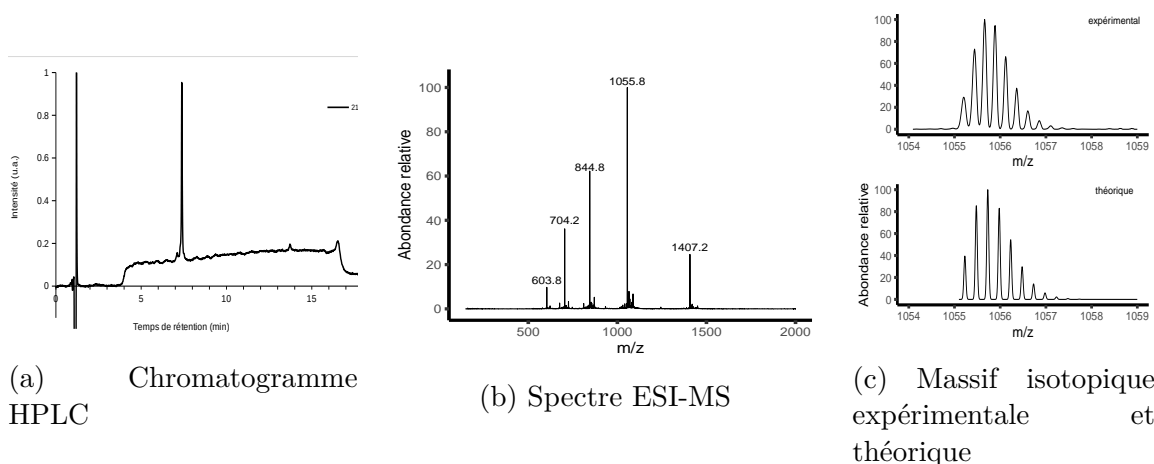 1
0.8
0.6
0.4
0.2
0
Intensité (u.a.)
21
0 5 10 15
Temps de rétention (min)
(a) Chromatogramme
HPLC
100
80
60
40
20
0
Abondance relative
1055.8
844.8
704.2
603.8
1407.2
500 1000 1500 2000
m/z
(b) Spectre ESI-MS
expérimental
100
80
60
40
20
0
1054 1055 1056 1057 1058 1059
m/z
théorique
100
80
60
40
20
0
Abondance relative
1054 1055 1056 1057 1058 1059
m/z
(c) Massif isotopique
expérimentale et
théorique